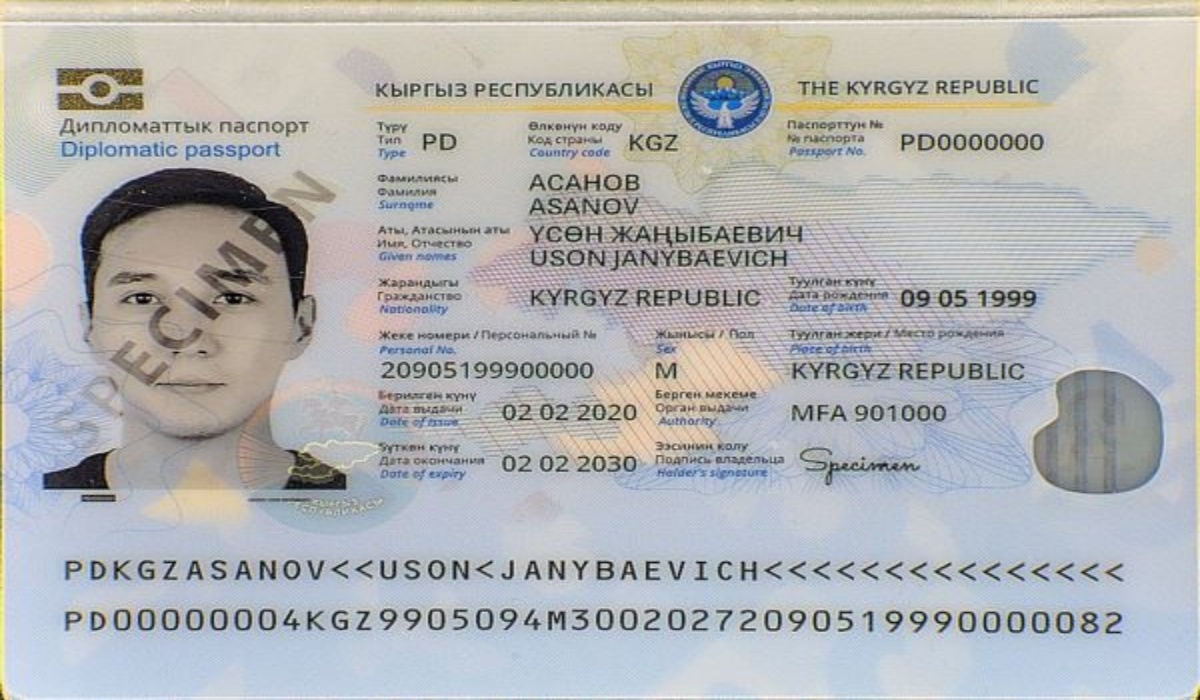 КЫРГЫЗ РЕСПУБЛИКАСЫ THE KYRGYZ REPUBLIC
Дипломаттык паспорт
Diplomatic passport
Түрү
Тип
Type
PD
Өлкөнүн коду
Код страны
Country code
KGZ
Паспорттун №
№ паспорта
Passport No.
PD0000000
SPECIMEN
Фамилиясы
Фамилия
Surname
АСАНОВ
ASANOV
Аты, Атасынын аты
Имя, Отчество
Given names
ҮСӨН ЖАҢЫБАЕВИЧ
USON JANYBAEVICH
Жарандыгы
Гражданство
Nationality
KYRGYZ REPUBLIC
Туулган күнү
Дата рождения
Date of birth
09 05 1999
Жеке номери / Персональный №
Personal No.
20905199900000
Жынысы / Пол
Sex
M
Туулган жери / Место рождения
Place of birth
KYRGYZ REPUBLIC
Берилген күнү
Дата выдачи
Date of issue
02 02 2020
Берген мекеме
Орган выдачи
Authority
MFA 901000
Өүткөн күнү
Дата окончания
Date of expiry
02 02 2030
Ээсинин колу
Подпись владельца
Holder's signature
Specimen
PDKGZASANOV<<USON<JANYBAEVICH<<<<<<<<<<<<<<<
PD00000004KGZ9905094M30020272090519990000082